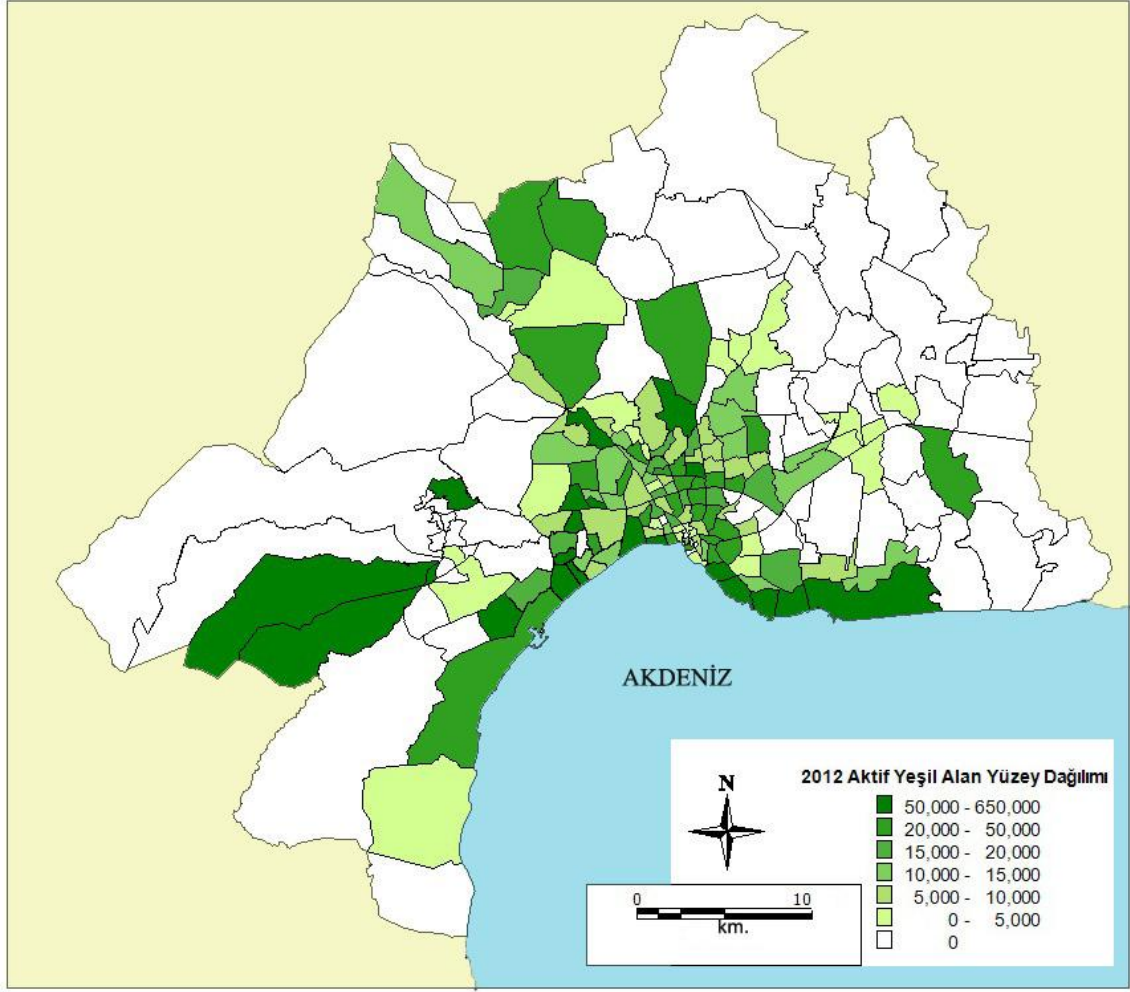 AKDENİZ
N
2012 Aktif Yeşil Alan Yüzey Dağılımı
50,000 - 650,000
20,000 - 50,000
15,000 - 20,000
10,000 - 15,000
5,000 - 10,000
0 - 5,000
0
0 10
km.